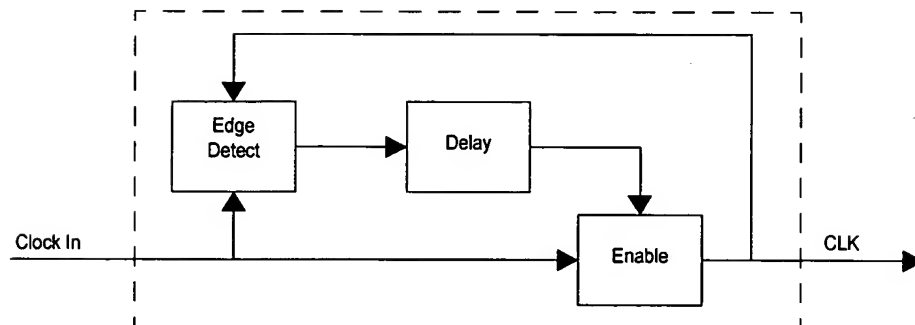 Edge
Detect
Delay
Clock In
Enable
CLK